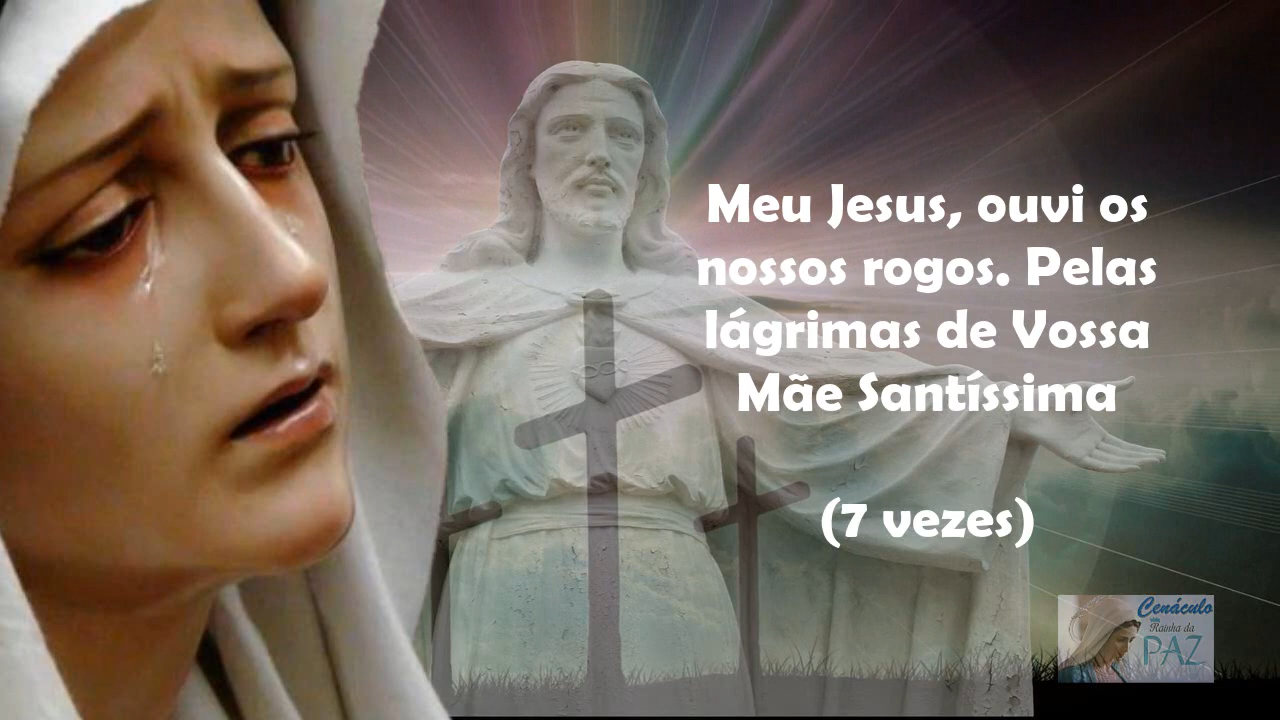 Meu Jesus, ouvi os
nossos rogos. Pelas
lágrimas de Vossa
Mãe Santíssima
(7 vezes)
Cenáculo
Rainha da
PAZ